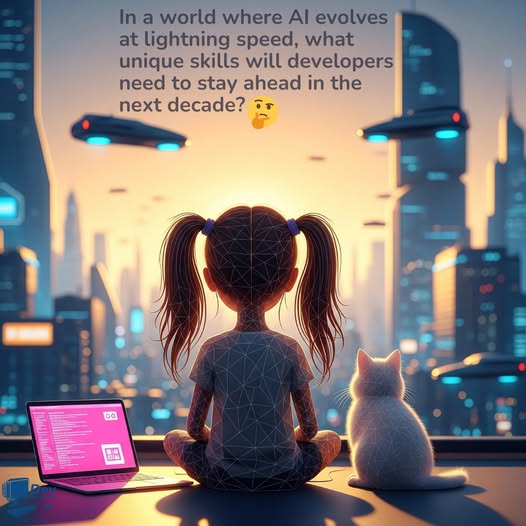 In a world where AI evolves
at lightning speed, what
unique skills will developers
need to stay ahead in the
next decade?🤔